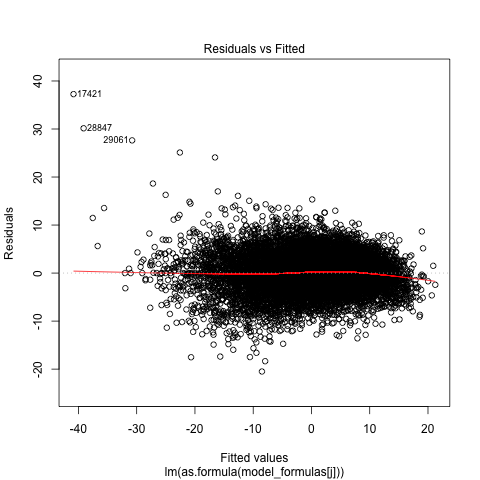 Residuals vs Fitted
Residuals
40
30
20
10
0
-10
-20
17421
28847
29061
-40 -30 -20 -10 0 10 20
Fitted values
lm(as.formula(model_formulas[j]))